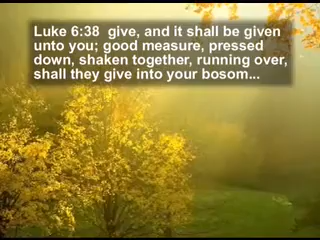 Luke 6:38  give, and it shall be given
unto you; good measure, pressed
down, shaken together, running over,
shall they give into your bosom...